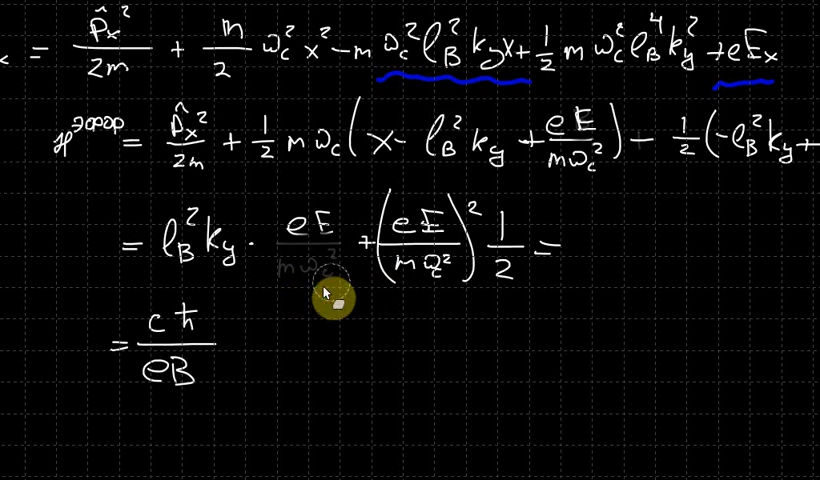 ₓ = p̂ₓ²/2m + m/2 ω_c² x² − m ω_c² ℓ_B² k_y x + 1/2 m ω_c² ℓ_B⁴ k_y² + eEₓ
ℋ^эфф = p̂ₓ²/2m + 1/2 m ω_c (x − ℓ_B² k_y + eE/mω_c²) − 1/2 (−ℓ_B² k_y +
= ℓ_B² k_y · eE/mω_c² + (eE/mω_c²)² 1/2 =
= cħ/eB